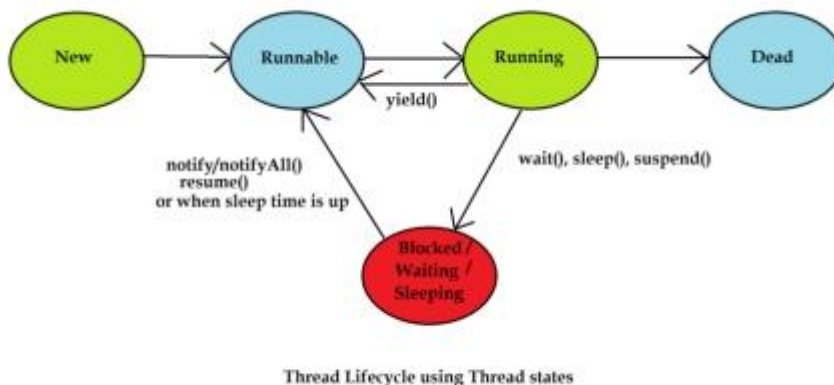 New
Runnable
Running
Dead
yield()
notify/notifyAll()
resume()
or when sleep time is up
wait(), sleep(), suspend()
Blocked /
Waiting /
Sleeping
Thread Lifecycle using Thread states